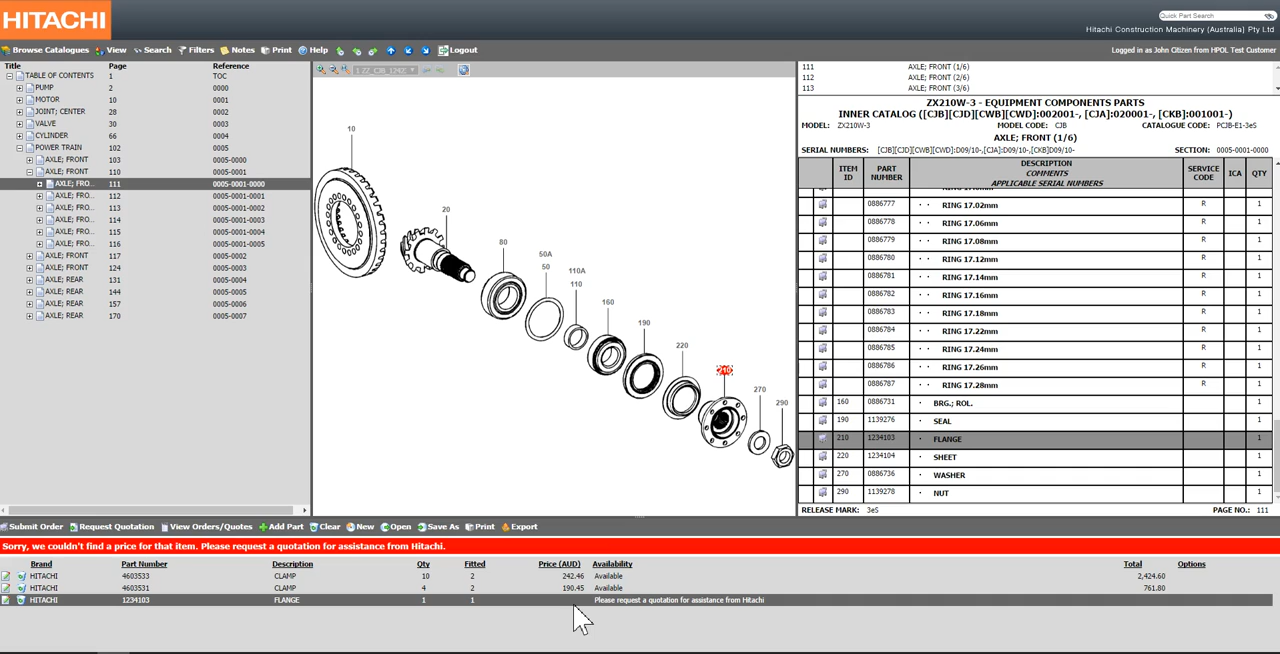 HITACHI
Quick Part Search
Hitachi Construction Machinery (Australia) Pty Ltd
Browse Catalogues View Search Filters Notes Print Help Logout
Logged in as John Citizen from HPOL Test Customer
Title Page Reference
TABLE OF CONTENTS 1 TOC
PUMP 2 0000
MOTOR 10 0001
JOINT; CENTER 28 0002
VALVE 30 0003
CYLINDER 66 0004
POWER TRAIN 102 0005
AXLE; FRONT 103 0005-0000
AXLE; FRONT 110 0005-0001
AXLE; FRO... 111 0005-0001-0000
AXLE; FRO... 112 0005-0001-0001
AXLE; FRO... 113 0005-0001-0002
AXLE; FRO... 114 0005-0001-0003
AXLE; FRO... 115 0005-0001-0004
AXLE; FRO... 116 0005-0001-0005
AXLE; FRONT 117 0005-0002
AXLE; FRONT 124 0005-0003
AXLE; REAR 131 0005-0004
AXLE; REAR 144 0005-0005
AXLE; REAR 157 0005-0006
AXLE; REAR 170 0005-0007
10
20
80
50A
50
110A
110
160
190
220
270
290
111 AXLE; FRONT (1/6)
112 AXLE; FRONT (2/6)
113 AXLE; FRONT (3/6)
ZX210W-3 - EQUIPMENT COMPONENTS PARTS
INNER CATALOG ([CJB][CJD][CWB][CWD]:002001-, [CJA]:020001-, [CKB]:001001-)
MODEL: ZX210W-3 MODEL CODE: CJB CATALOGUE CODE: PCJB-E1-3eS
AXLE; FRONT (1/6)
SERIAL NUMBERS: [CJB][CJD][CWB][CWD]:D09/10-,[CJA]:D09/10-,[CKB]D09/10- SECTION: 0005-0001-0000
ITEM ID PART NUMBER DESCRIPTION COMMENTS APPLICABLE SERIAL NUMBERS SERVICE CODE ICA QTY
0886777 · · RING 17.02mm R 1
0886778 · · RING 17.06mm R 1
0886779 · · RING 17.08mm R 1
0886780 · · RING 17.12mm R 1
0886781 · · RING 17.14mm R 1
0886782 · · RING 17.16mm R 1
0886783 · · RING 17.18mm R 1
0886784 · · RING 17.22mm R 1
0886785 · · RING 17.24mm R 1
0886786 · · RING 17.26mm R 1
0886787 · · RING 17.28mm R 1
160 0886731 · BRG.; ROL. 1
190 1139276 · SEAL 1
210 1234103 · FLANGE 1
220 1234104 · SHEET 1
270 0886736 · WASHER 1
290 1139278 · NUT 1
RELEASE MARK: 3eS PAGE NO.: 111
Submit Order Request Quotation View Orders/Quotes Add Part Clear New Open Save As Print Export
Sorry, we couldn't find a price for that item. Please request a quotation for assistance from Hitachi.
Brand Part Number Description Qty Fitted Price (AUD) Availability Total Options
HITACHI 4603533 CLAMP 10 2 242.46 Available 2,424.60
HITACHI 4603531 CLAMP 4 2 190.45 Available 761.80
HITACHI 1234103 FLANGE 1 1 Please request a quotation for assistance from Hitachi